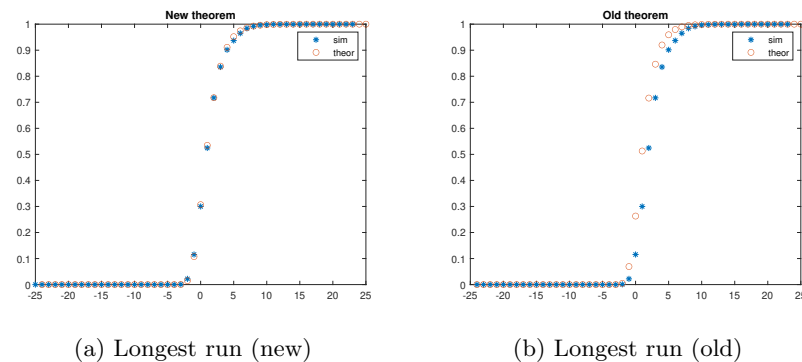 New theorem
1
0.9
0.8
0.7
0.6
0.5
0.4
0.3
0.2
0.1
0
-25 -20 -15 -10 -5 0 5 10 15 20 25
sim
theor
(a) Longest run (new)
Old theorem
1
0.9
0.8
0.7
0.6
0.5
0.4
0.3
0.2
0.1
0
-25 -20 -15 -10 -5 0 5 10 15 20 25
sim
theor
(b) Longest run (old)